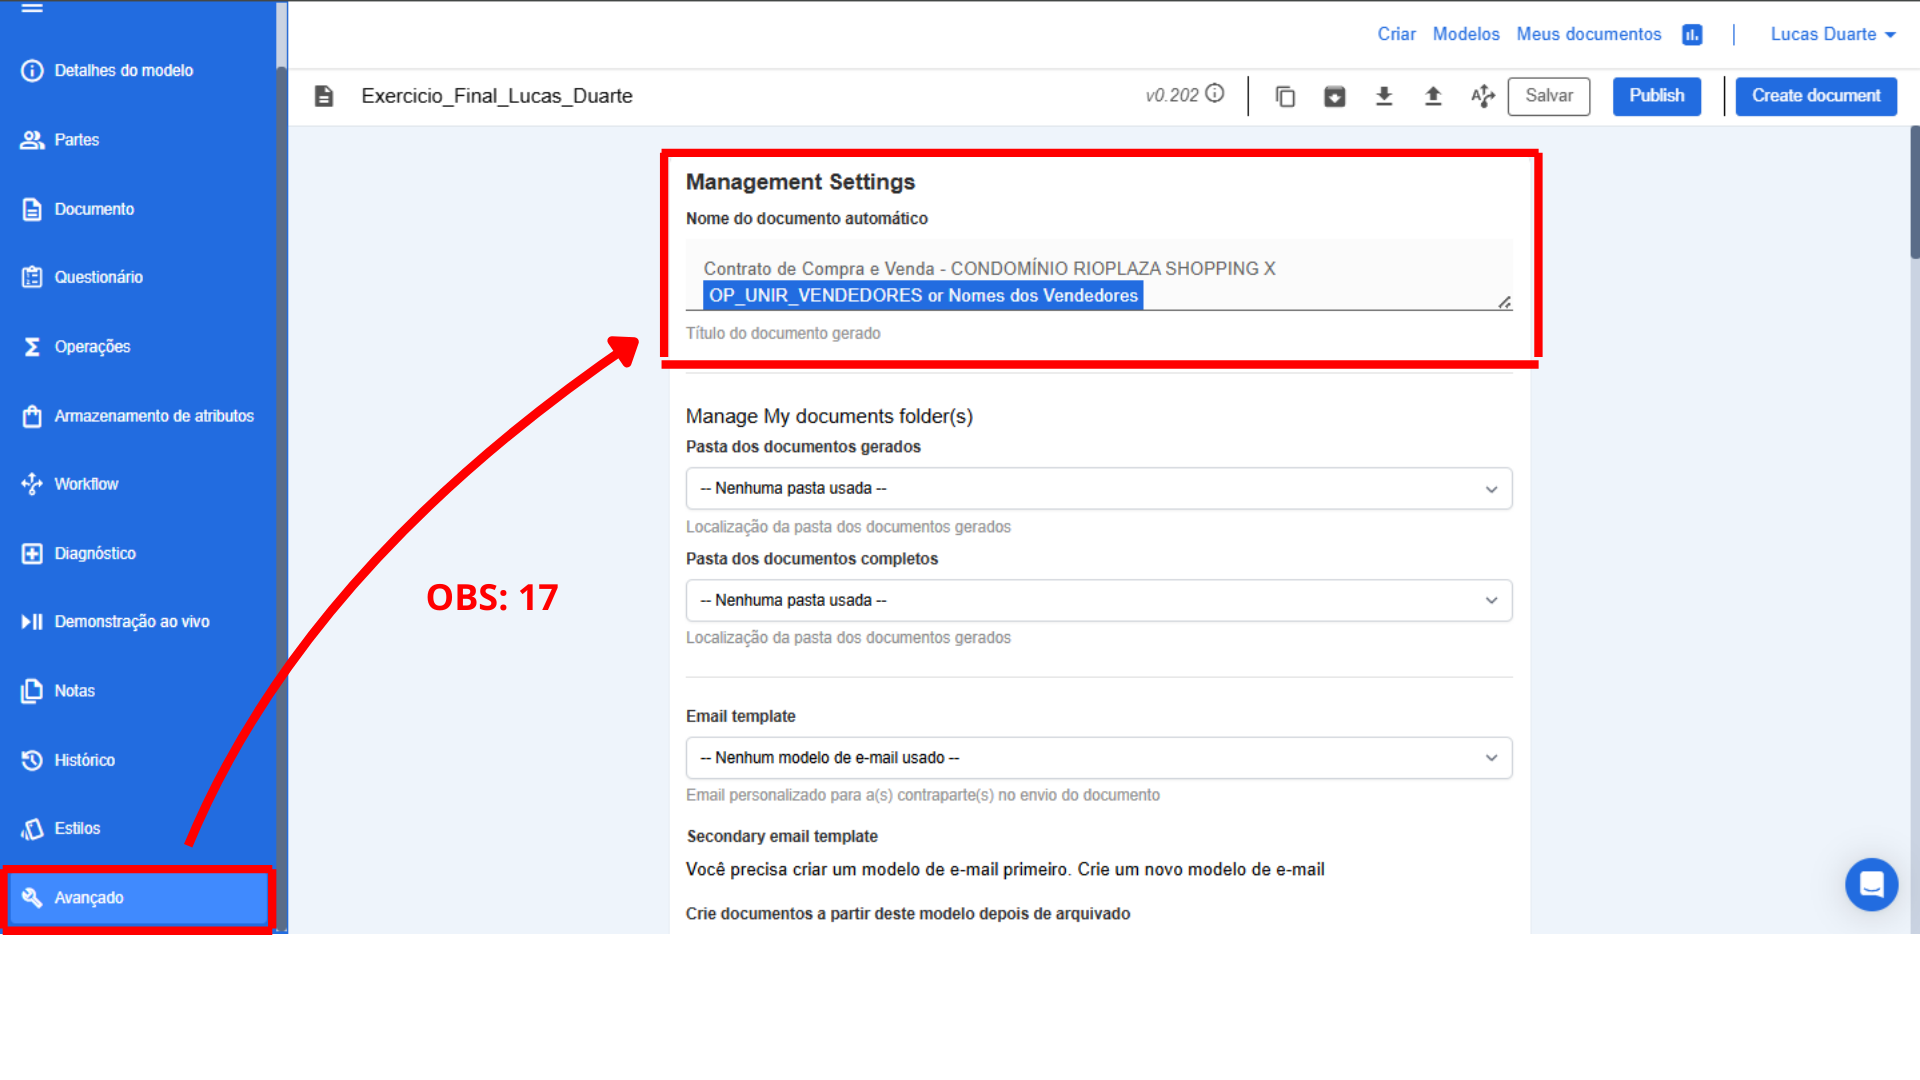 Criar Modelos Meus documentos Lucas Duarte
Exercicio_Final_Lucas_Duarte v0.202 Salvar Publish Create document
Detalhes do modelo
Partes
Documento
Questionário
Operações
Armazenamento de atributos
Workflow
Diagnóstico
Demonstração ao vivo
Notas
Histórico
Estilos
Avançado
OBS: 17
Management Settings
Nome do documento automático
Contrato de Compra e Venda - CONDOMÍNIO RIOPLAZA SHOPPING X
OP_UNIR_VENDEDORES or Nomes dos Vendedores
Título do documento gerado
Manage My documents folder(s)
Pasta dos documentos gerados
-- Nenhuma pasta usada --
Localização da pasta dos documentos gerados
Pasta dos documentos completos
-- Nenhuma pasta usada --
Localização da pasta dos documentos gerados
Email template
-- Nenhum modelo de e-mail usado --
Email personalizado para a(s) contraparte(s) no envio do documento
Secondary email template
Você precisa criar um modelo de e-mail primeiro. Crie um novo modelo de e-mail
Crie documentos a partir deste modelo depois de arquivado